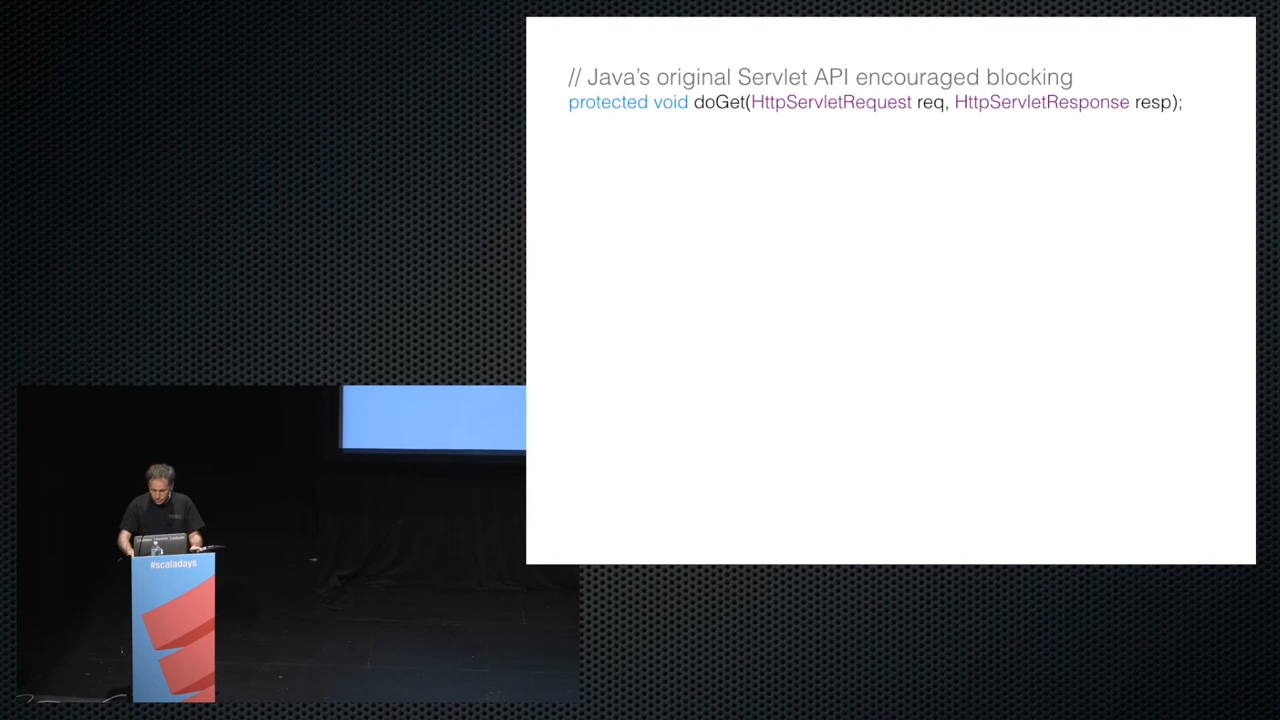 // Java's original Servlet API encouraged blocking
protected void doGet(HttpServletRequest req, HttpServletResponse resp);
#scaladays